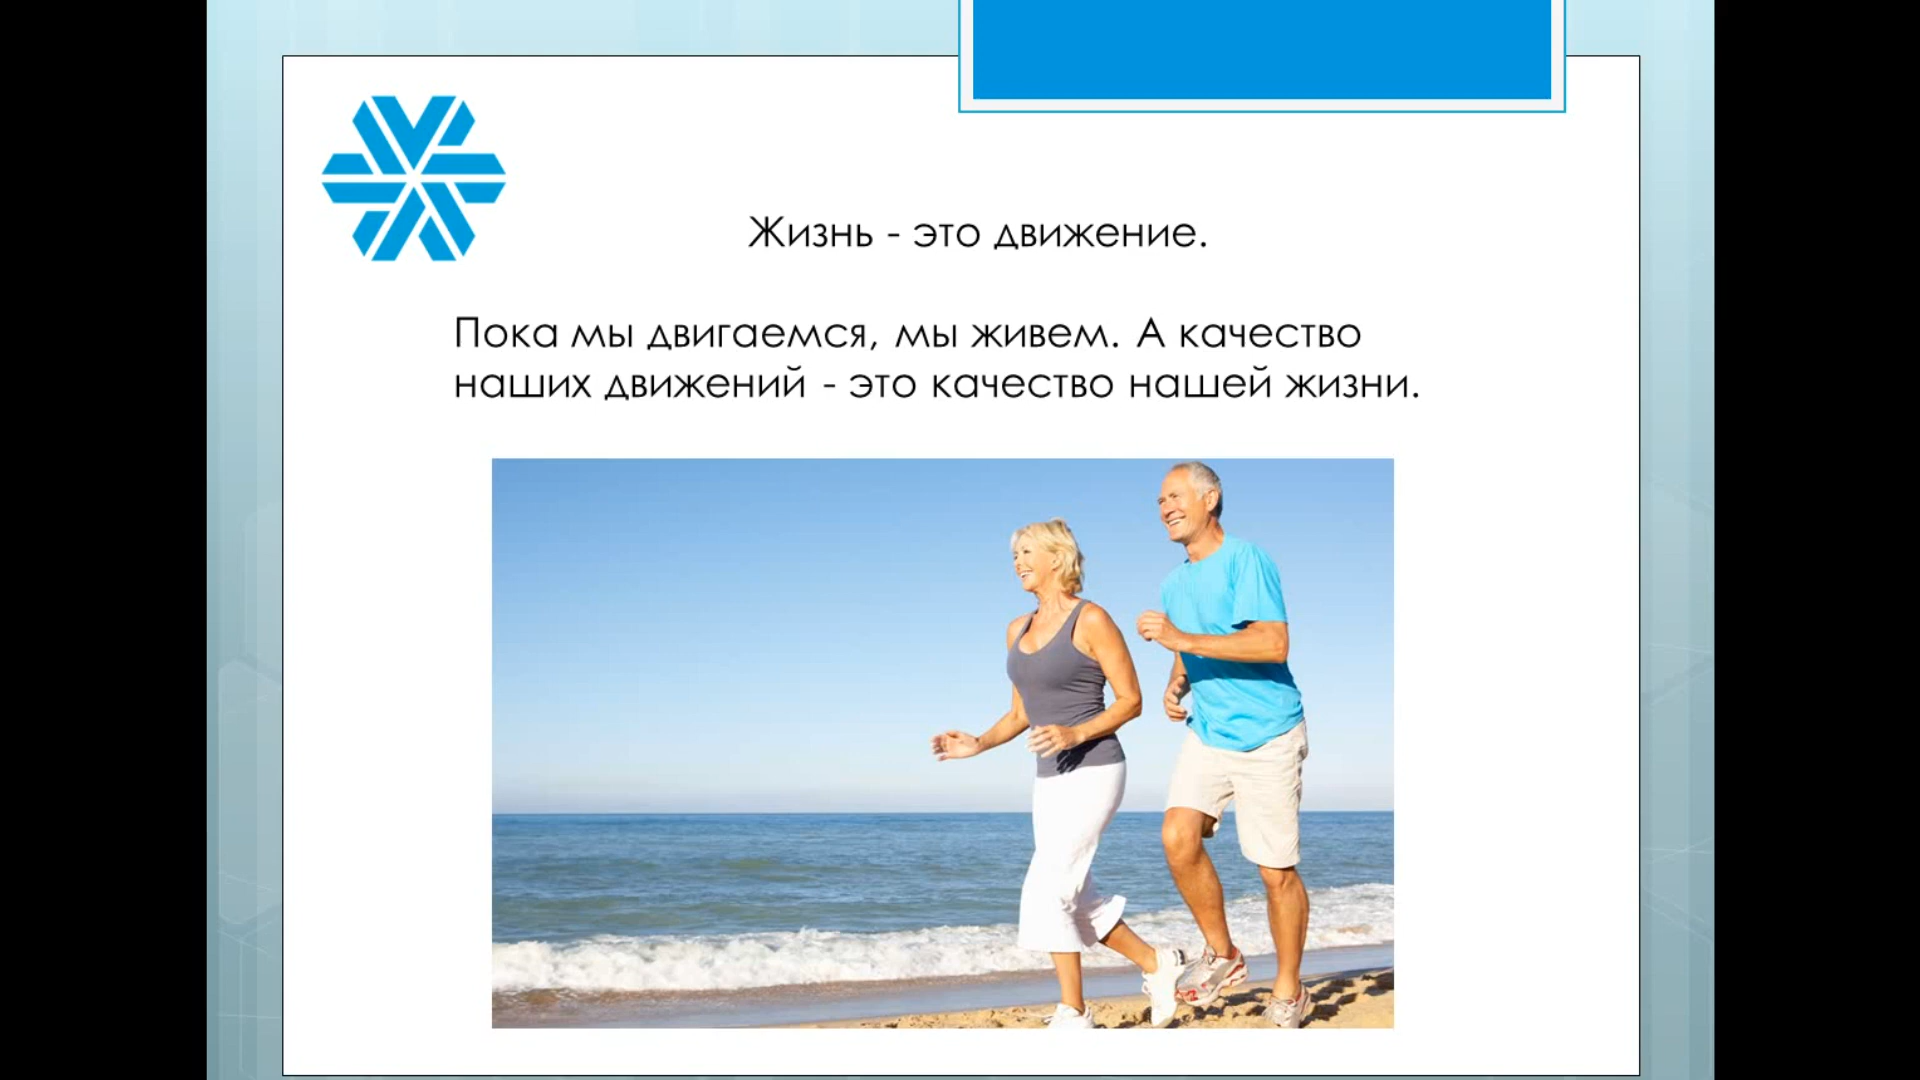 Жизнь - это движение.
Пока мы двигаемся, мы живем. А качество
наших движений - это качество нашей жизни.